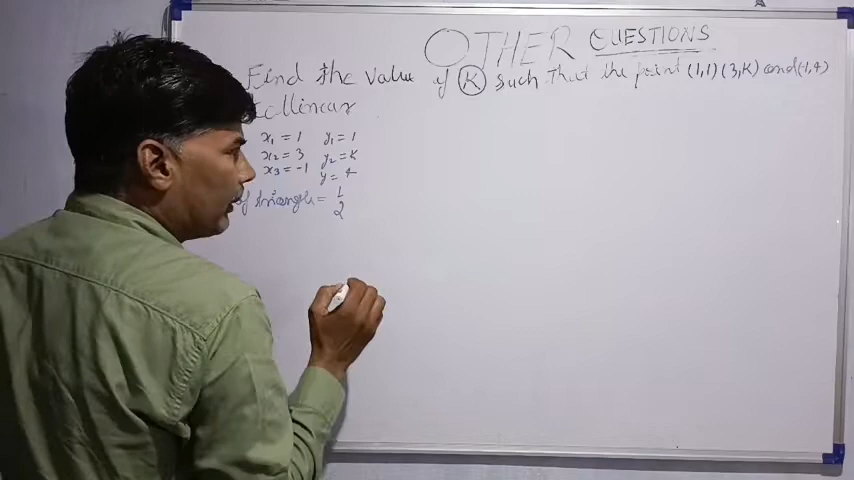 OTHER QUESTIONS
Find the value of K such that the point (1,1) (3,K) and (-1,4)
collinear
x₁ = 1 y₁ = 1
x₂ = 3 y₂ = K
x₃ = -1 y = 4
of triangle = 1/2